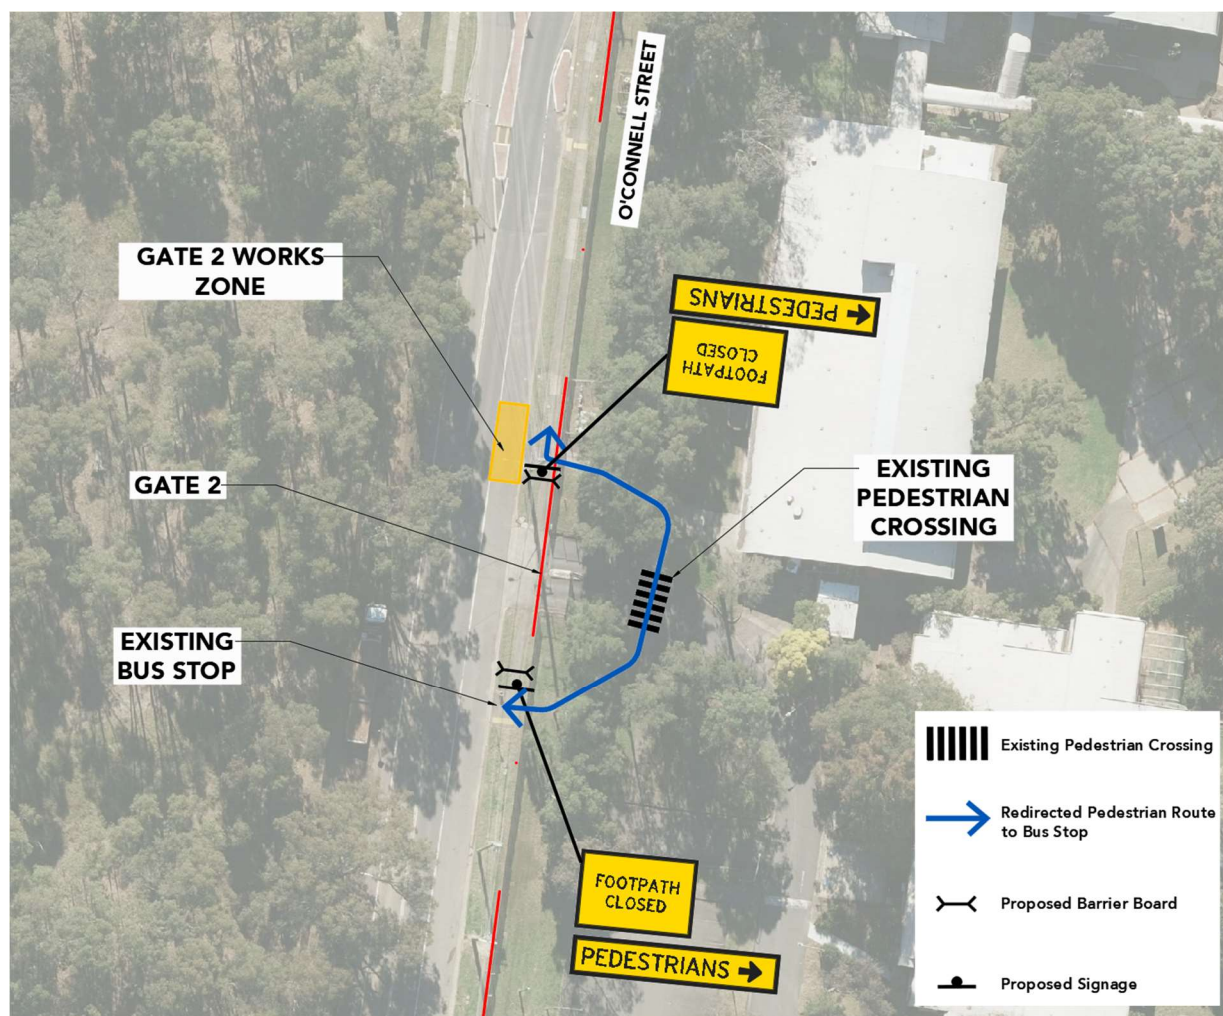 O'CONNELL STREET
GATE 2 WORKS
ZONE
PEDESTRIANS
FOOTPATH
CLOSED
GATE 2
EXISTING
PEDESTRIAN
CROSSING
EXISTING
BUS STOP
FOOTPATH
CLOSED
PEDESTRIANS
Existing Pedestrian Crossing
Redirected Pedestrian Route
to Bus Stop
Proposed Barrier Board
Proposed Signage